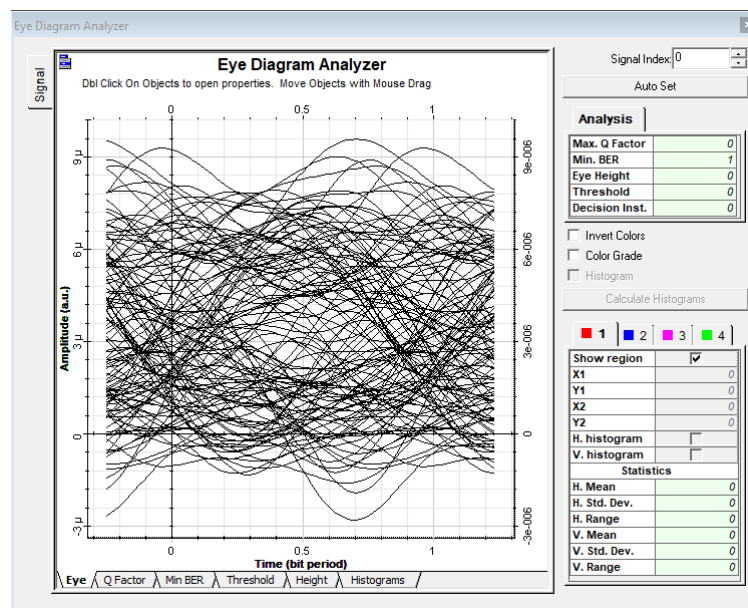 Eye Diagram Analyzer
Signal
Eye Diagram Analyzer
Dbl Click On Objects to open properties. Move Objects with Mouse Drag
0 0.5 1
9 µ
6 µ
3 µ
0
-3 µ
Amplitude (a.u.)
9e-006
6e-006
3e-006
0
-3e-006
0 0.5 1
Time (bit period)
Eye Q Factor Min BER Threshold Height Histograms
Signal Index: 0
Auto Set
Analysis
Max. Q Factor 0
Min. BER 1
Eye Height 0
Threshold 0
Decision Inst. 0
Invert Colors
Color Grade
Histogram
Calculate Histograms
1 2 3 4
Show region
X1 0
Y1 0
X2 0
Y2 0
H. histogram
V. histogram
Statistics
H. Mean 0
H. Std. Dev. 0
H. Range 0
V. Mean 0
V. Std. Dev. 0
V. Range 0